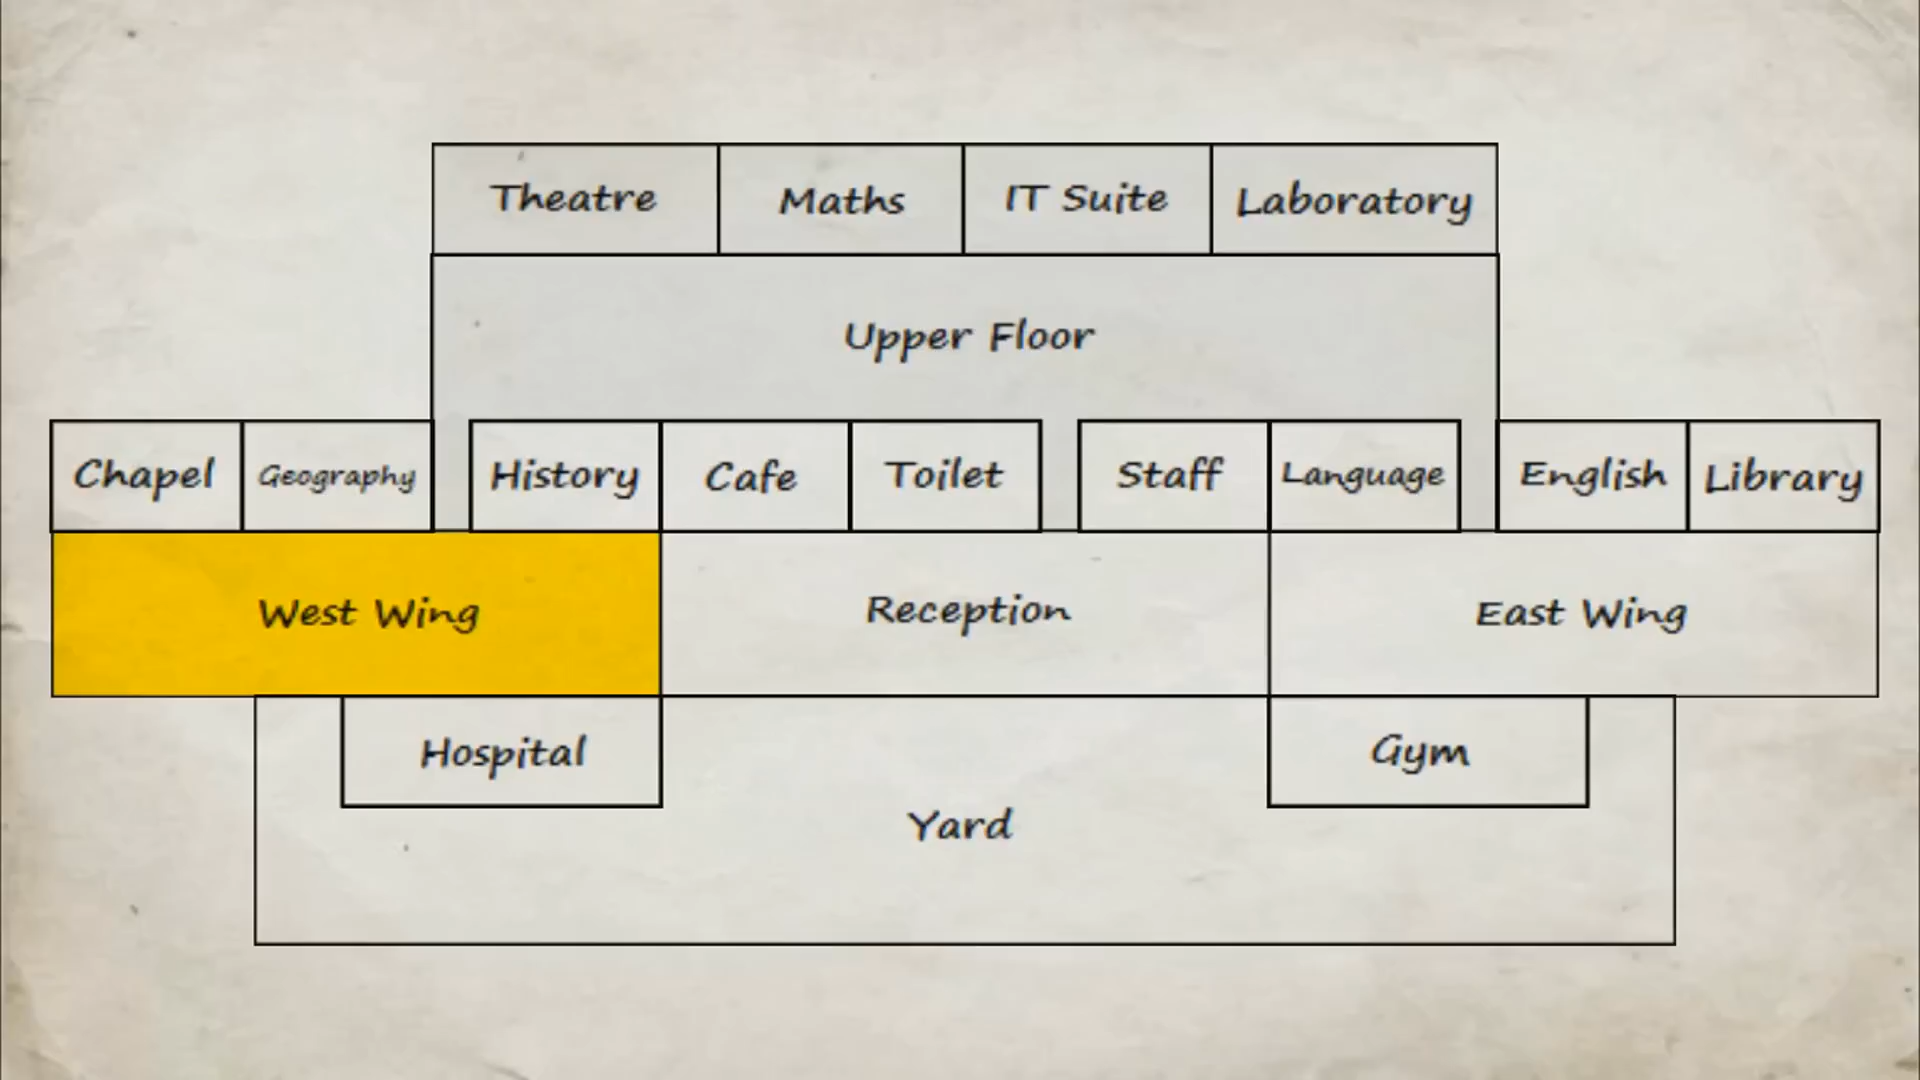 Theatre
Maths
IT Suite
Laboratory
Upper Floor
Chapel
Geography
History
Cafe
Toilet
Staff
Language
English
Library
West Wing
Reception
East Wing
Hospital
Gym
Yard